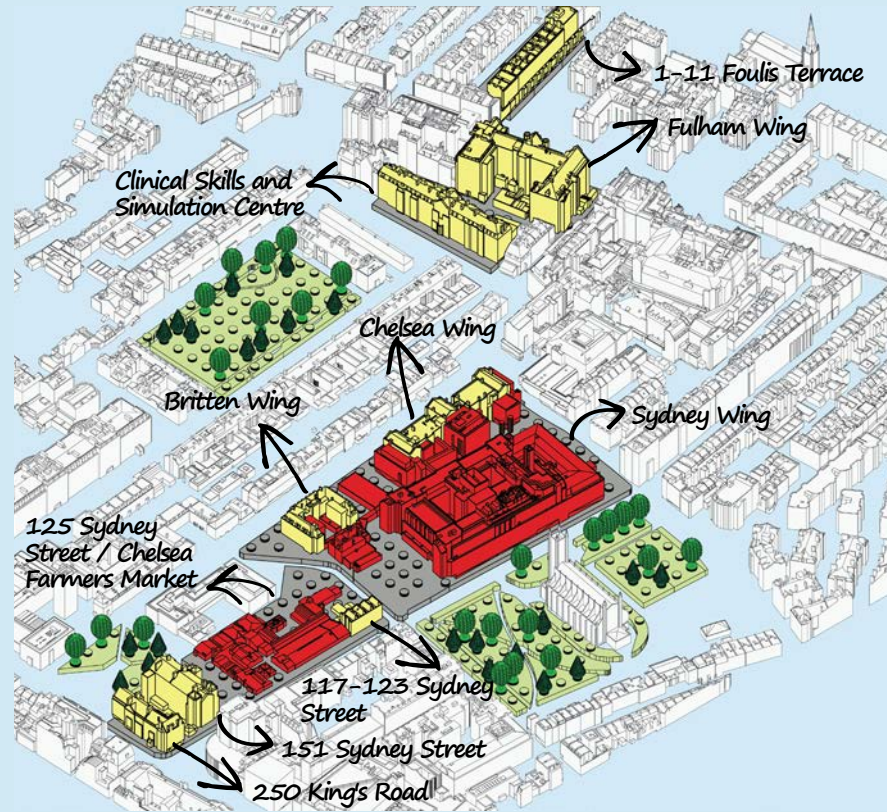 1-11 Foulis Terrace
Fulham Wing
Clinical Skills and
Simulation Centre
Chelsea Wing
Britten Wing
Sydney Wing
125 Sydney
Street / Chelsea
Farmers Market
117-123 Sydney
Street
151 Sydney Street
250 King's Road